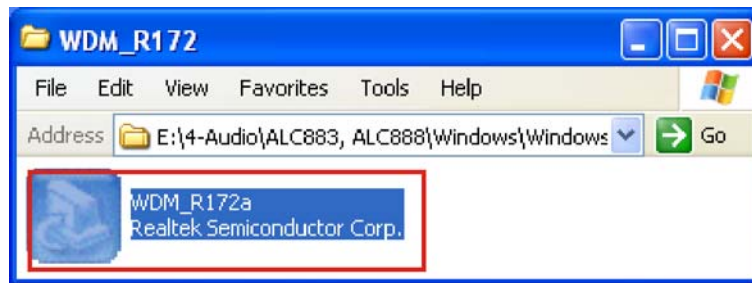 WDM_R172
File Edit View Favorites Tools Help
Address E:\4-Audio\ALC883, ALC888\Windows\Windows Go
WDM_R172a
Realtek Semiconductor Corp.